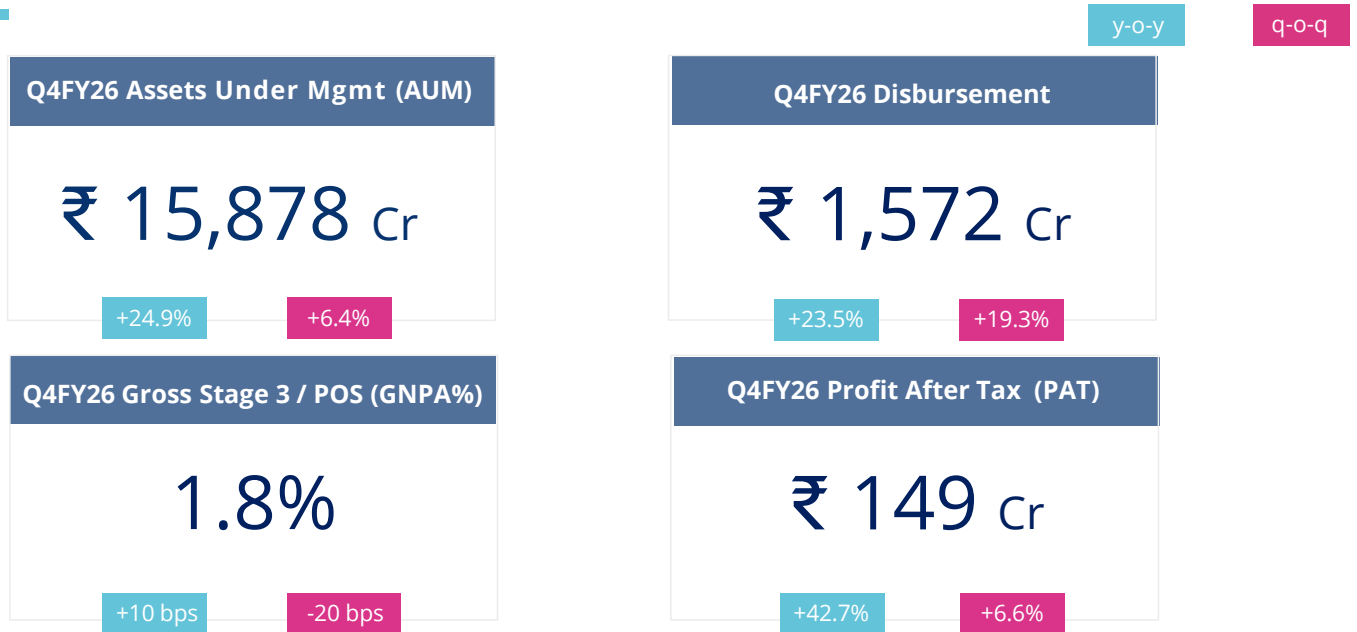 y-o-y q-o-q
Q4FY26 Assets Under Mgmt (AUM)
₹ 15,878 Cr
+24.9% +6.4%
Q4FY26 Disbursement
₹ 1,572 Cr
+23.5% +19.3%
Q4FY26 Gross Stage 3 / POS (GNPA%)
1.8%
+10 bps -20 bps
Q4FY26 Profit After Tax (PAT)
₹ 149 Cr
+42.7% +6.6%